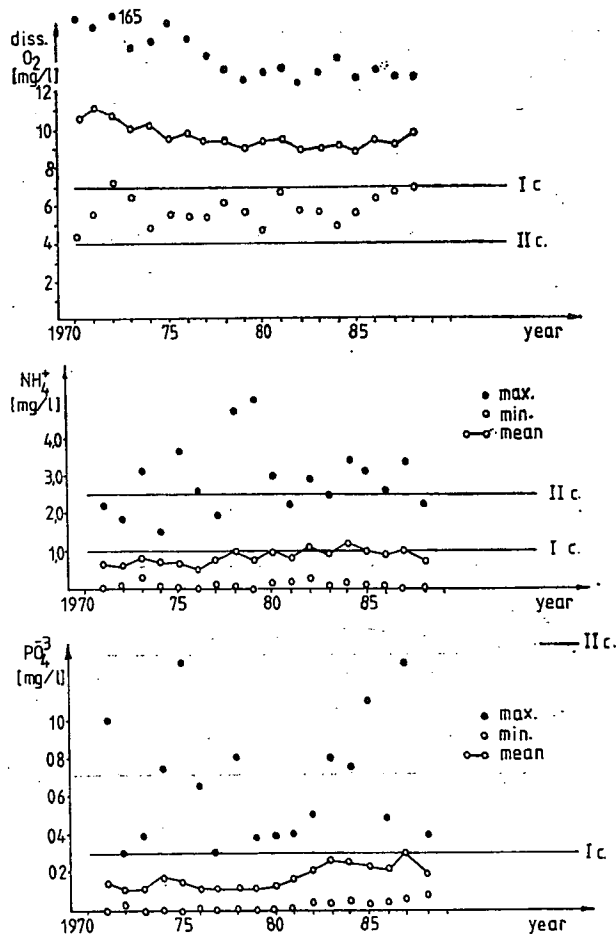 165
diss.
O2
[mg/l]
12
10
8
6
4
2
I c
II c.
1970 75 80 85 year
NH4+
[mg/l]
4,0
3,0
2,0
1,0
• max.
○ min.
○-○ mean
II c.
I c.
1970 75 80 85 year
PO4-3
[mg/l]
10
08
06
04
02
II c.
• max.
○ min.
○-○ mean
I c.
1970 75 80 85 year